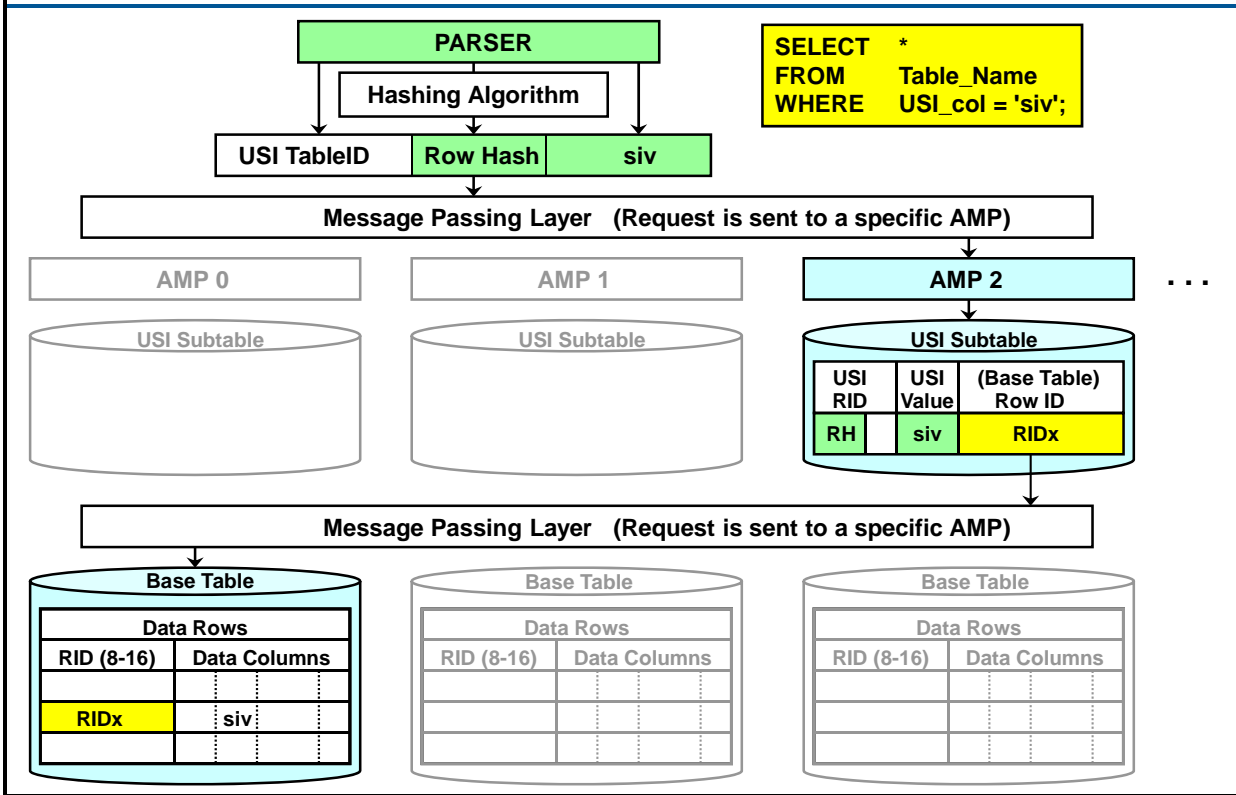 PARSER
SELECT *
FROM Table_Name
WHERE USI_col = 'siv';
Hashing Algorithm
USI TableID Row Hash siv
Message Passing Layer (Request is sent to a specific AMP)
AMP 0 AMP 1 AMP 2 . . .
USI Subtable USI Subtable USI Subtable
USI USI (Base Table)
RID Value Row ID
RH siv RIDx
Message Passing Layer (Request is sent to a specific AMP)
Base Table Base Table Base Table
Data Rows Data Rows Data Rows
RID (8-16) Data Columns RID (8-16) Data Columns RID (8-16) Data Columns
RIDx siv